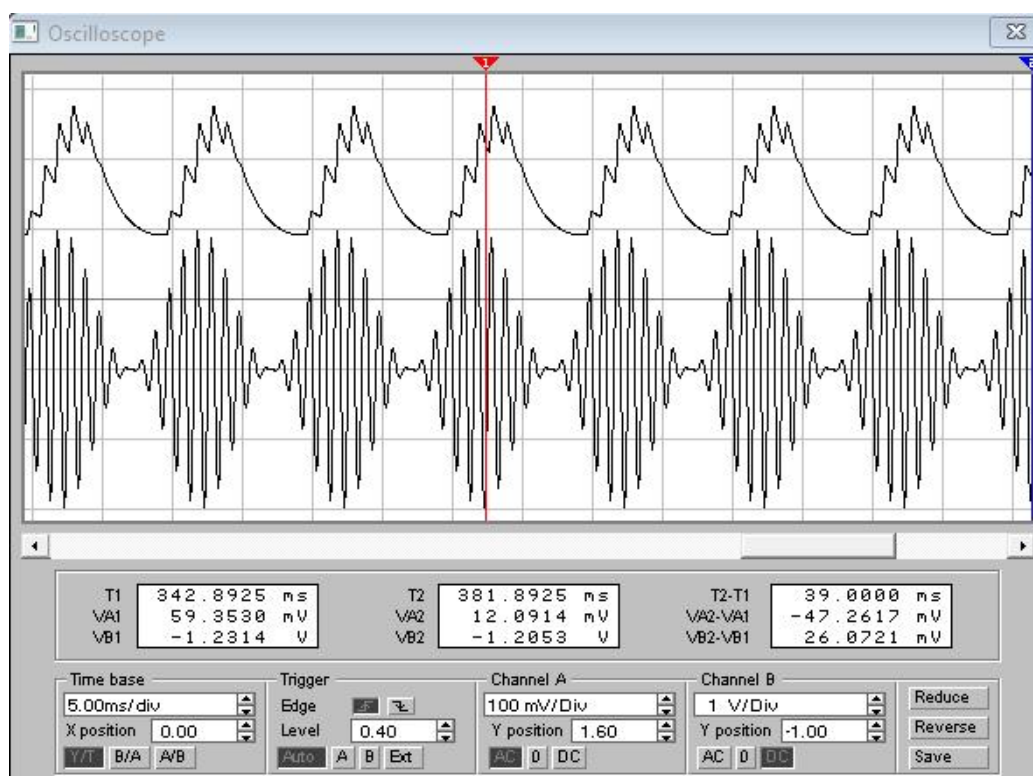 Oscilloscope
1
2
T1 342.8925 ms T2 381.8925 ms T2-T1 39.0000 ms
VA1 59.3530 mV VA2 12.0914 mV VA2-VA1 -47.2617 mV
VB1 -1.2314 V VB2 -1.2053 V VB2-VB1 26.0721 mV
Time base Trigger Channel A Channel B
5.00ms/div Edge 100 mV/Div 1 V/Div Reduce
X position 0.00 Level 0.40 Y position 1.60 Y position -1.00 Reverse
Y/T B/A A/B Auto A B Ext AC 0 DC AC 0 DC Save